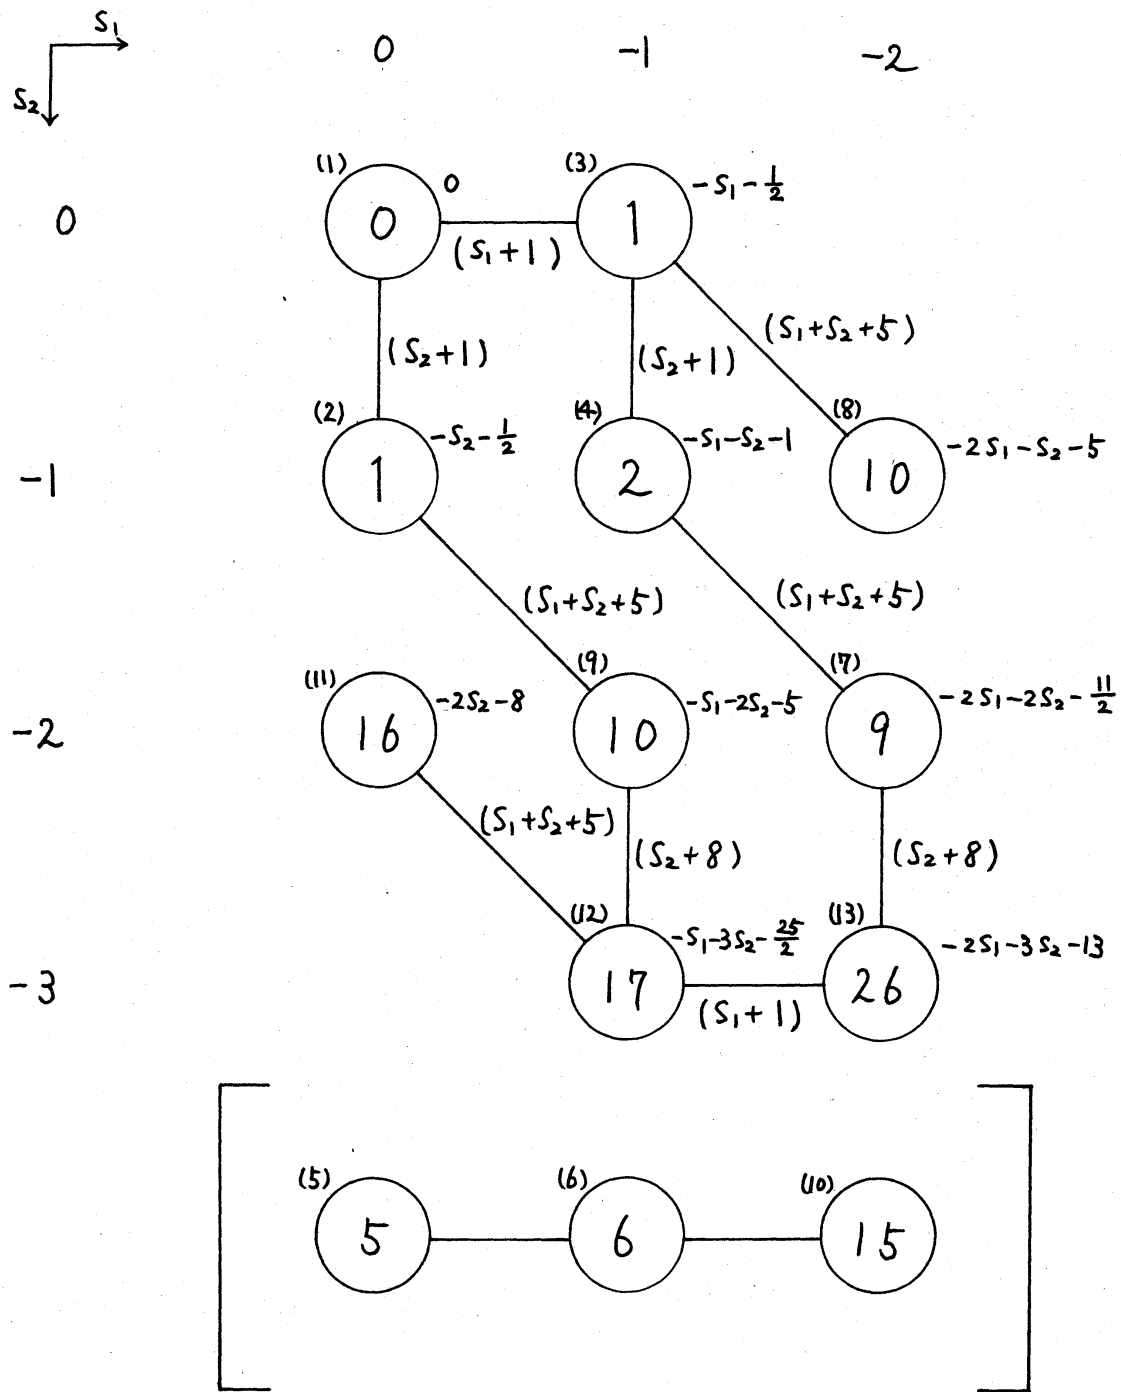 S₁
S₂
0 -1 -2
(1) 0 0 (3) 1 -S₁-1/2
0
(S₁+1)
(S₂+1) (S₂+1) (S₁+S₂+5)
(2) 1 -S₂-1/2 (4) 2 -S₁-S₂-1 (8) 10 -2S₁-S₂-5
-1
(S₁+S₂+5) (S₁+S₂+5)
(11) 16 -2S₂-8 (9) 10 -S₁-2S₂-5 (7) 9 -2S₁-2S₂-11/2
-2
(S₁+S₂+5) (S₂+8) (S₂+8)
(12) 17 -S₁-3S₂-25/2 (13) 26 -2S₁-3S₂-13
-3
(S₁+1)
(5) 5 (6) 6 (10) 15